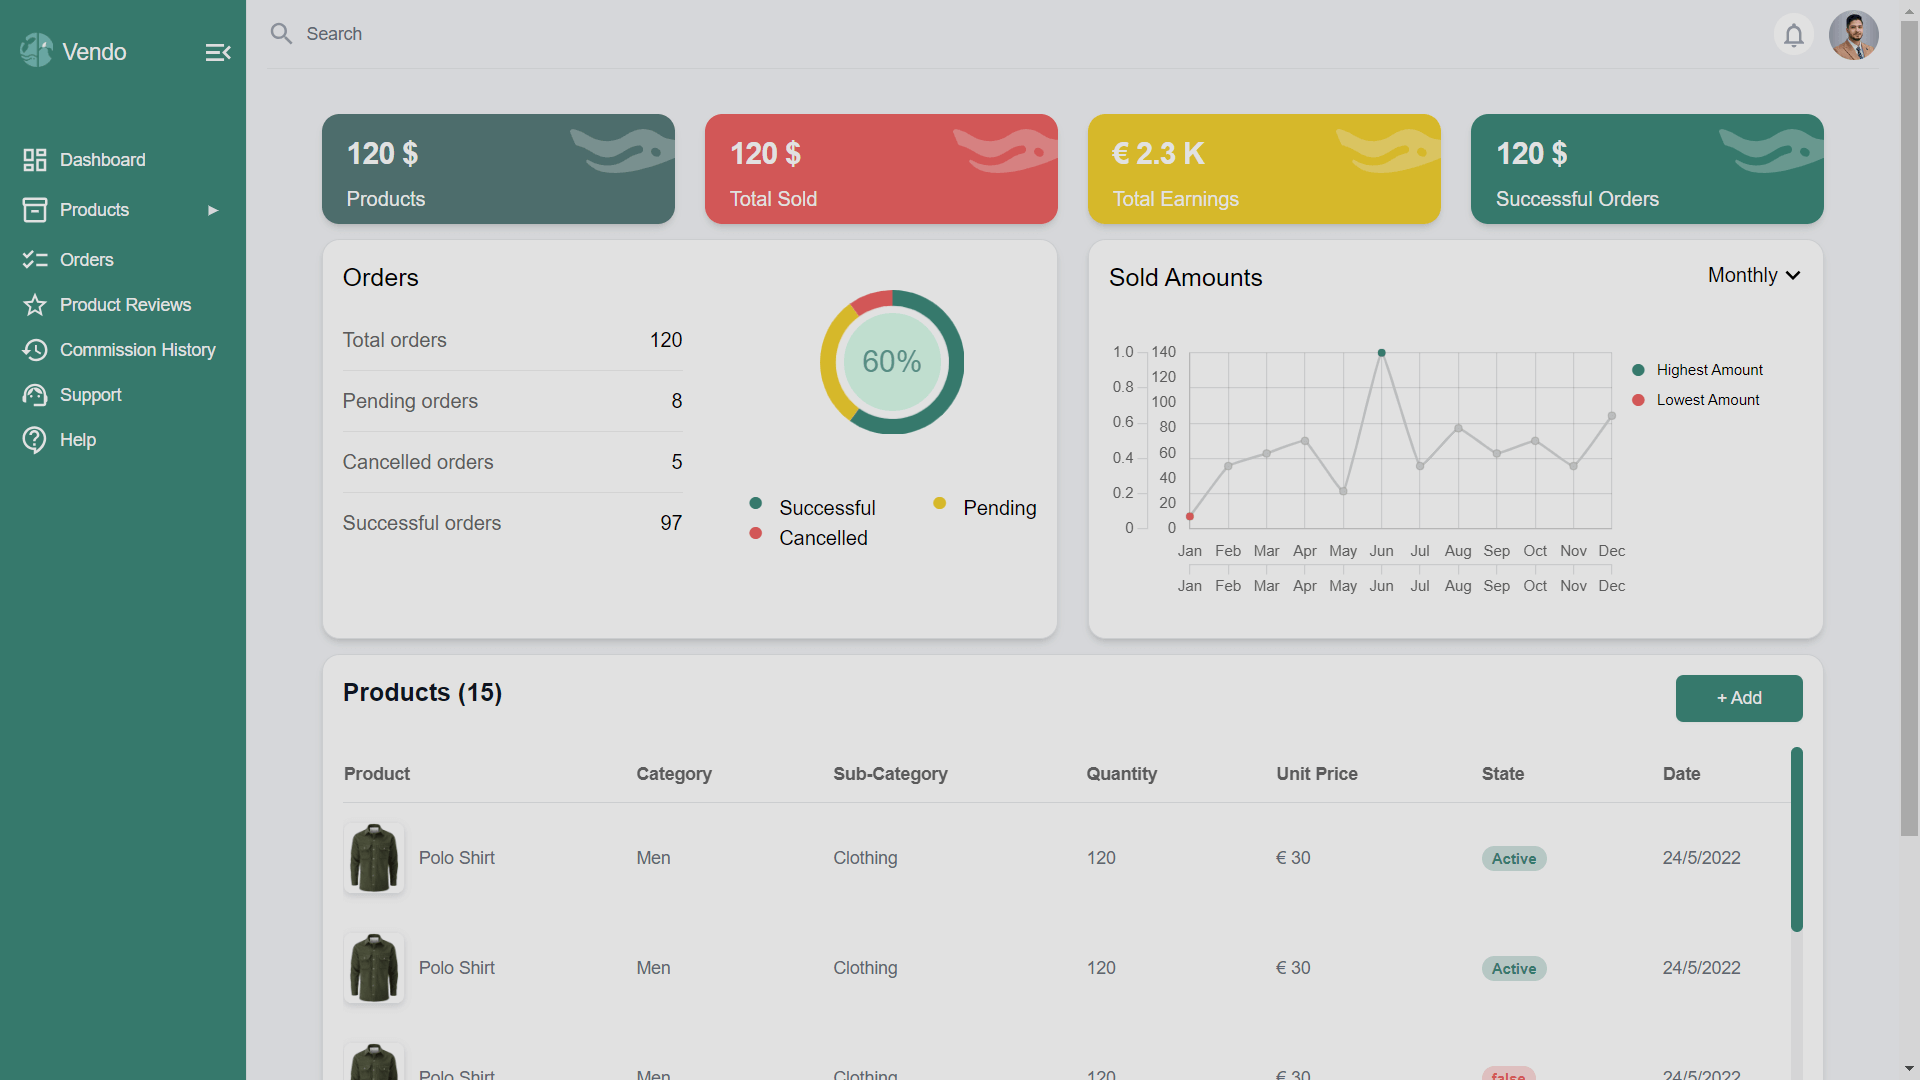 Vendo
Search
Dashboard
Products
Orders
Product Reviews
Commission History
Support
Help
120 $
Products
120 $
Total Sold
€ 2.3 K
Total Earnings
120 $
Successful Orders
Orders
Total orders 120
Pending orders 8
Cancelled orders 5
Successful orders 97
60%
Successful Pending
Cancelled
Sold Amounts
Monthly
1.0 0.8 0.6 0.4 0.2 0
140 120 100 80 60 40 20 0
Jan Feb Mar Apr May Jun Jul Aug Sep Oct Nov Dec
Jan Feb Mar Apr May Jun Jul Aug Sep Oct Nov Dec
Highest Amount
Lowest Amount
Products (15)
+ Add
Product Category Sub-Category Quantity Unit Price State Date
Polo Shirt Men Clothing 120 € 30 Active 24/5/2022
Polo Shirt Men Clothing 120 € 30 Active 24/5/2022
Polo Shirt Men Clothing 120 € 30 false 24/5/2022